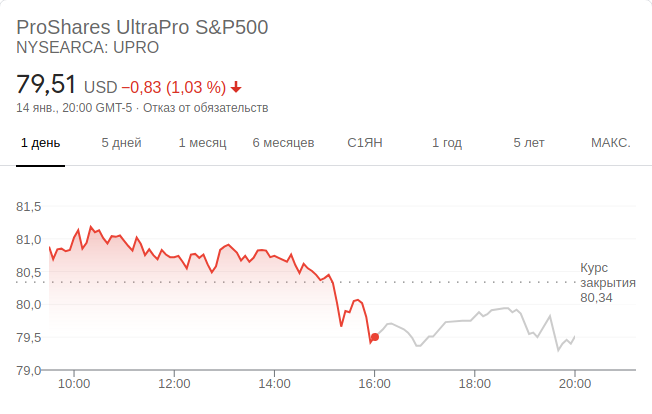 ProShares UltraPro S&P500
NYSEARCA: UPRO
79,51 USD −0,83 (1,03 %)
14 янв., 20:00 GMT-5 · Отказ от обязательств
1 день 5 дней 1 месяц 6 месяцев С1ЯН 1 год 5 лет МАКС.
81,5
81,0
80,5
80,0
79,5
79,0
Курс
закрытия
80,34
10:00 12:00 14:00 16:00 18:00 20:00